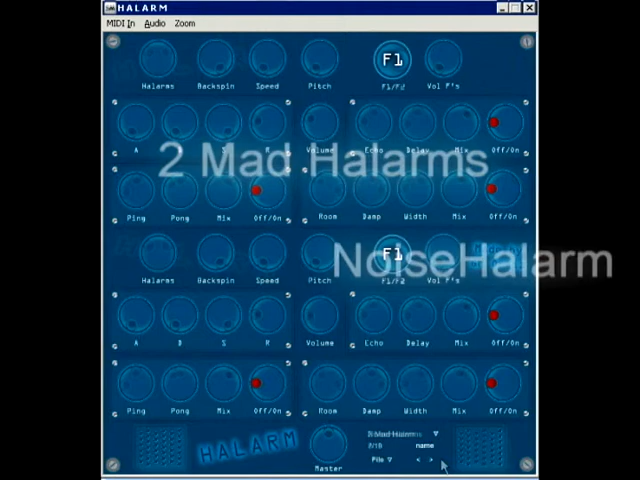 HALARM
MIDI In Audio Zoom
F1
Halarms Backspin Speed Pitch F1/F2 Vol F's
A S R Volume Echo Delay Mix Off/On
2 Mad Halarms
Ping Pong Mix Off/On Room Damp Width Mix Off/On
F1
NoiseHalarm
Halarms Backspin Speed Pitch F1/F2 Vol F's
A D S R Volume Echo Delay Mix Off/On
Ping Pong Mix Off/On Room Damp Width Mix Off/On
HALARM
2 Mad Halarms
name
File < >
Master